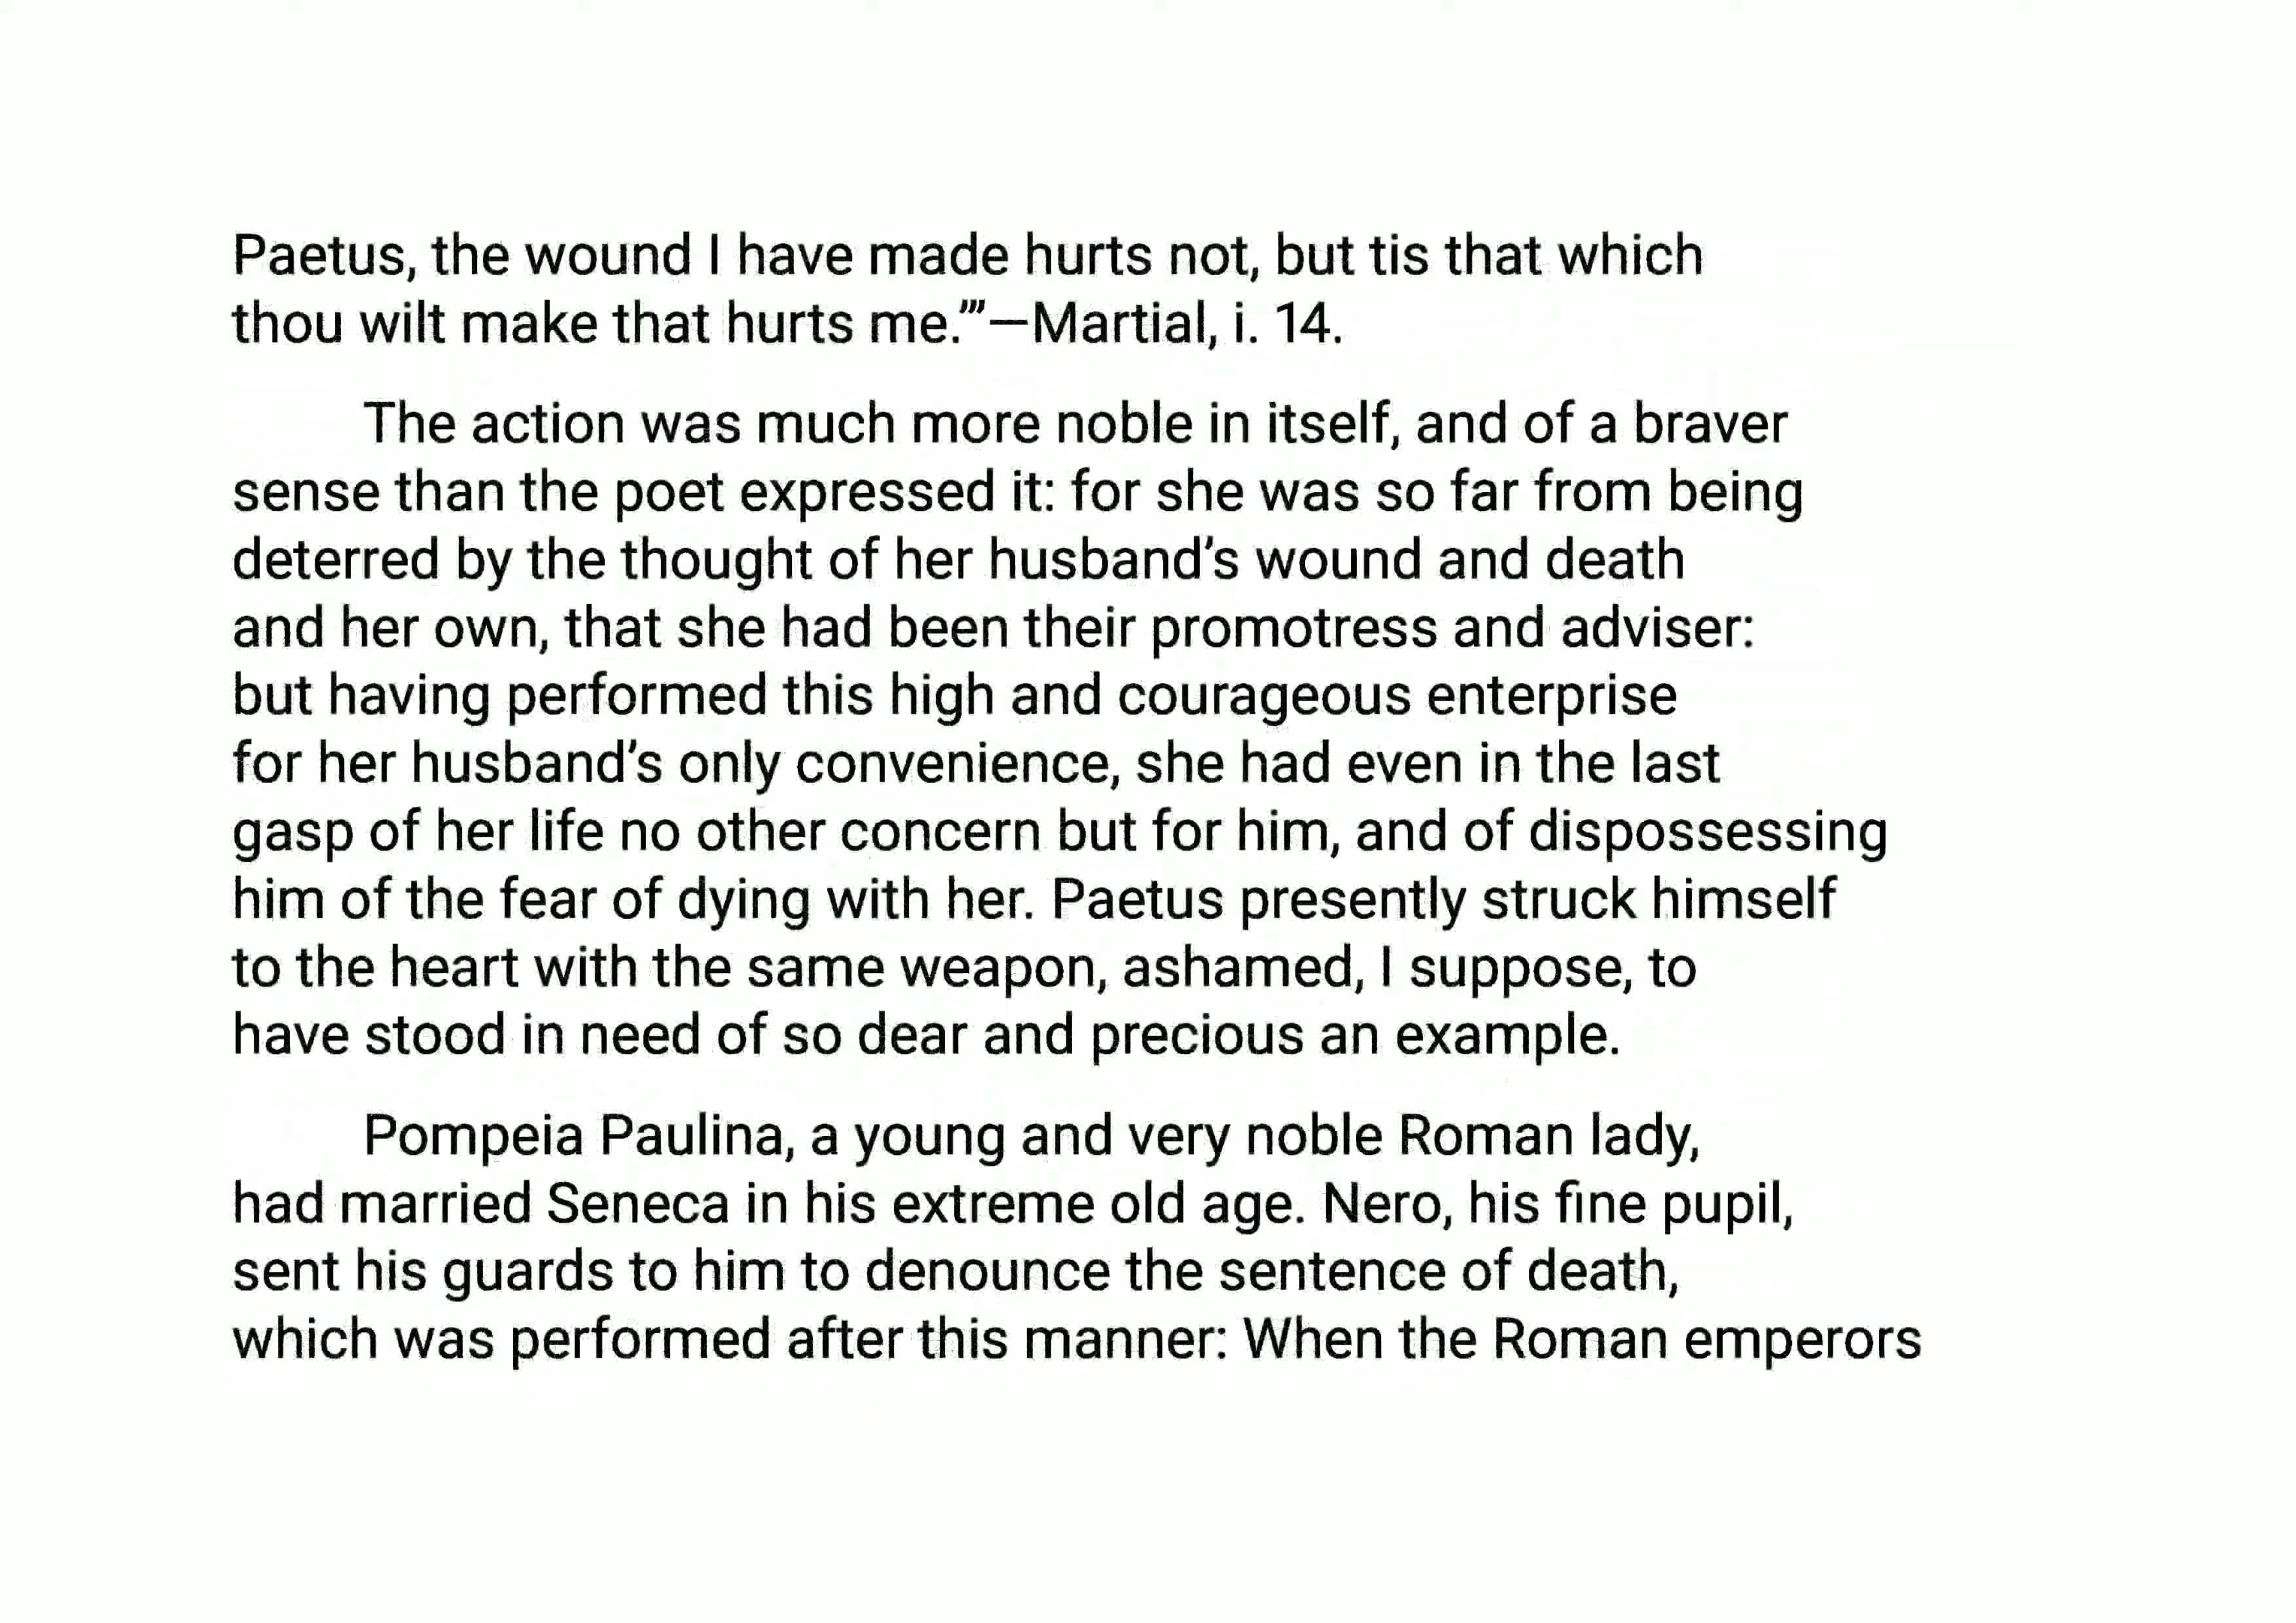 Paetus, the wound I have made hurts not, but tis that which
thou wilt make that hurts me.’”—Martial, i. 14.
The action was much more noble in itself, and of a braver
sense than the poet expressed it: for she was so far from being
deterred by the thought of her husband’s wound and death
and her own, that she had been their promotress and adviser:
but having performed this high and courageous enterprise
for her husband’s only convenience, she had even in the last
gasp of her life no other concern but for him, and of dispossessing
him of the fear of dying with her. Paetus presently struck himself
to the heart with the same weapon, ashamed, I suppose, to
have stood in need of so dear and precious an example.
Pompeia Paulina, a young and very noble Roman lady,
had married Seneca in his extreme old age. Nero, his fine pupil,
sent his guards to him to denounce the sentence of death,
which was performed after this manner: When the Roman emperors